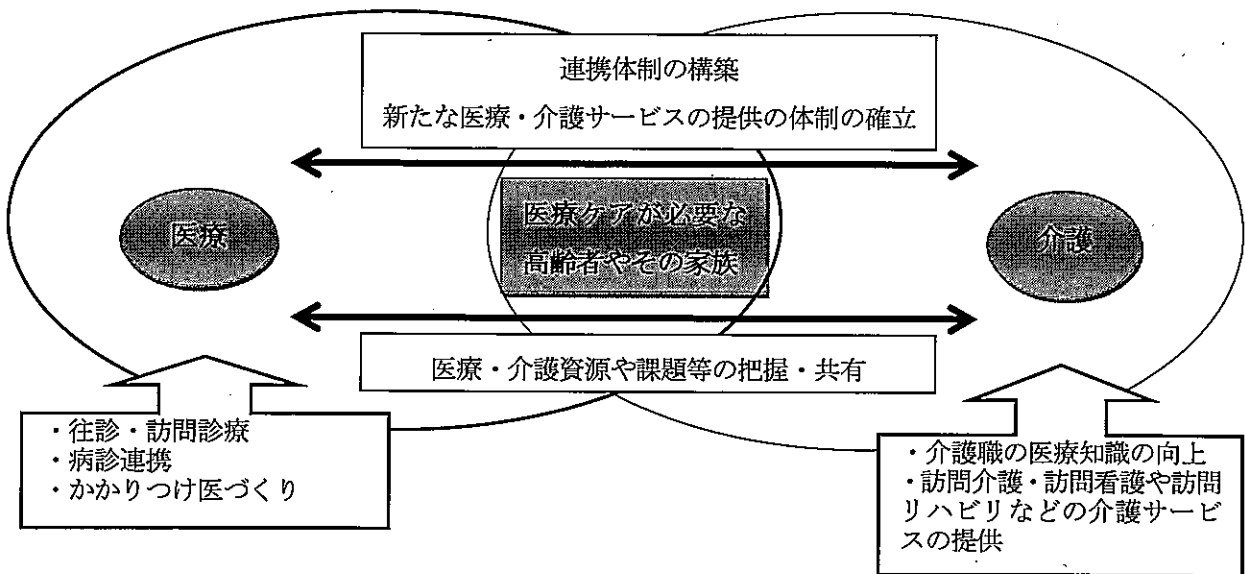 連携体制の構築
新たな医療・介護サービスの提供の体制の確立
医療
医療ケアが必要な
高齢者やその家族
介護
医療・介護資源や課題等の把握・共有
・往診・訪問診療
・病診連携
・かかりつけ医づくり
・介護職の医療知識の向上
・訪問介護・訪問看護や訪問
リハビリなどの介護サービ
スの提供